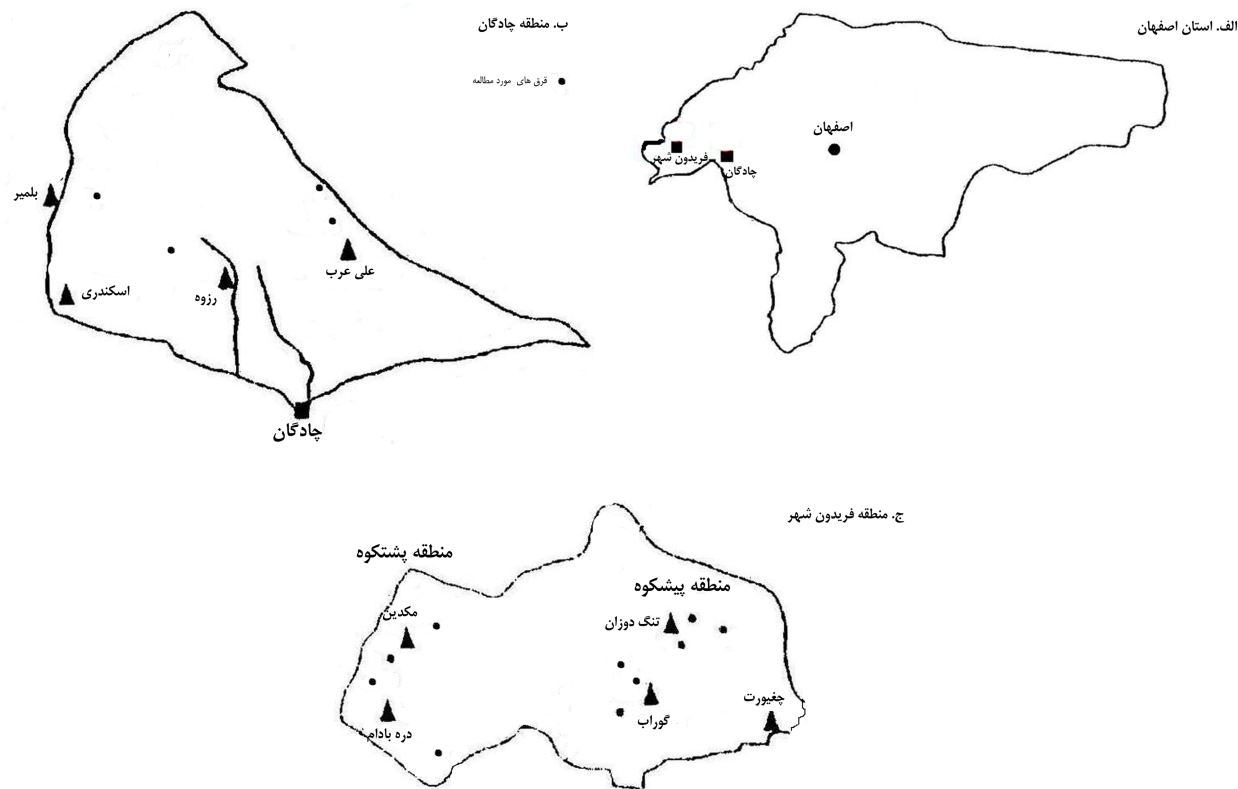 الف. استان اصفهان
اصفهان
فریدون شهر
چادگان
ب. منطقه چادگان
قرق های مورد مطالعه
بلمیر
علی عرب
رزوه
اسکندری
چادگان
ج. منطقه فریدون شهر
منطقه پشتکوه
منطقه پیشکوه
مکدین
تنگ دوزان
چغیورت
گوراب
دره بادام